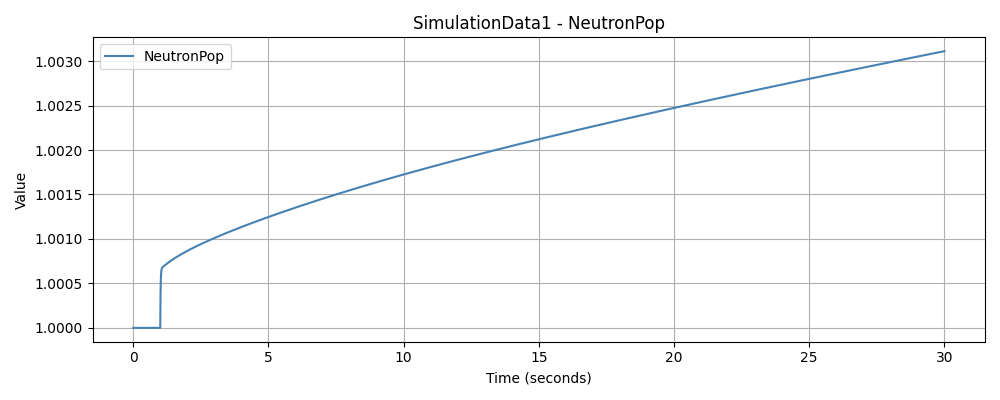 SimulationData1 - NeutronPop
NeutronPop
Value
1.0030
1.0025
1.0020
1.0015
1.0010
1.0005
1.0000
0 5 10 15 20 25 30
Time (seconds)